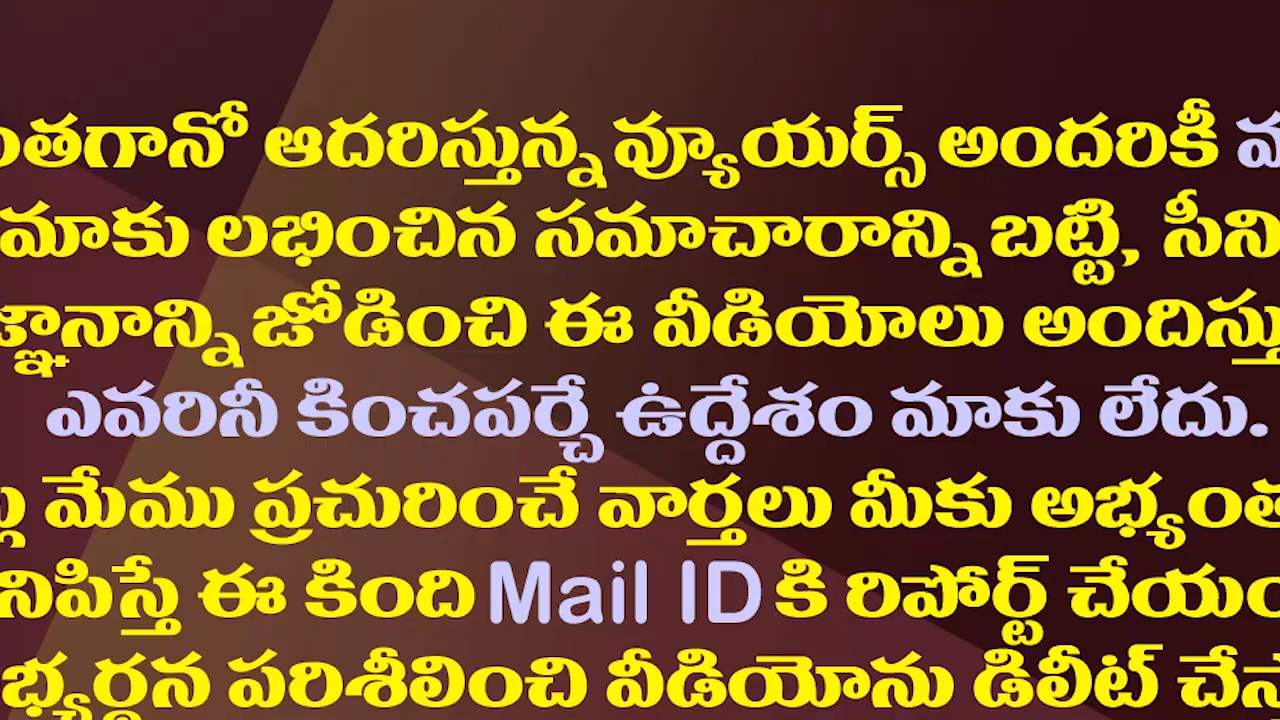 ఆదరిస్తున్న వ్యూయర్స్ అందరికీ
మాకు లభించిన సమాచారాన్ని బట్టి,
జోడించి ఈ వీడియోలు
ఎవరినీ కించపర్చే ఉద్దేశం మాకు లేదు.
మేము ప్రచురించే వార్తలు మీకు
ఈ కింది Mail ID కి రిపోర్ట్
పరిశీలించి వీడియోను డిలీట్